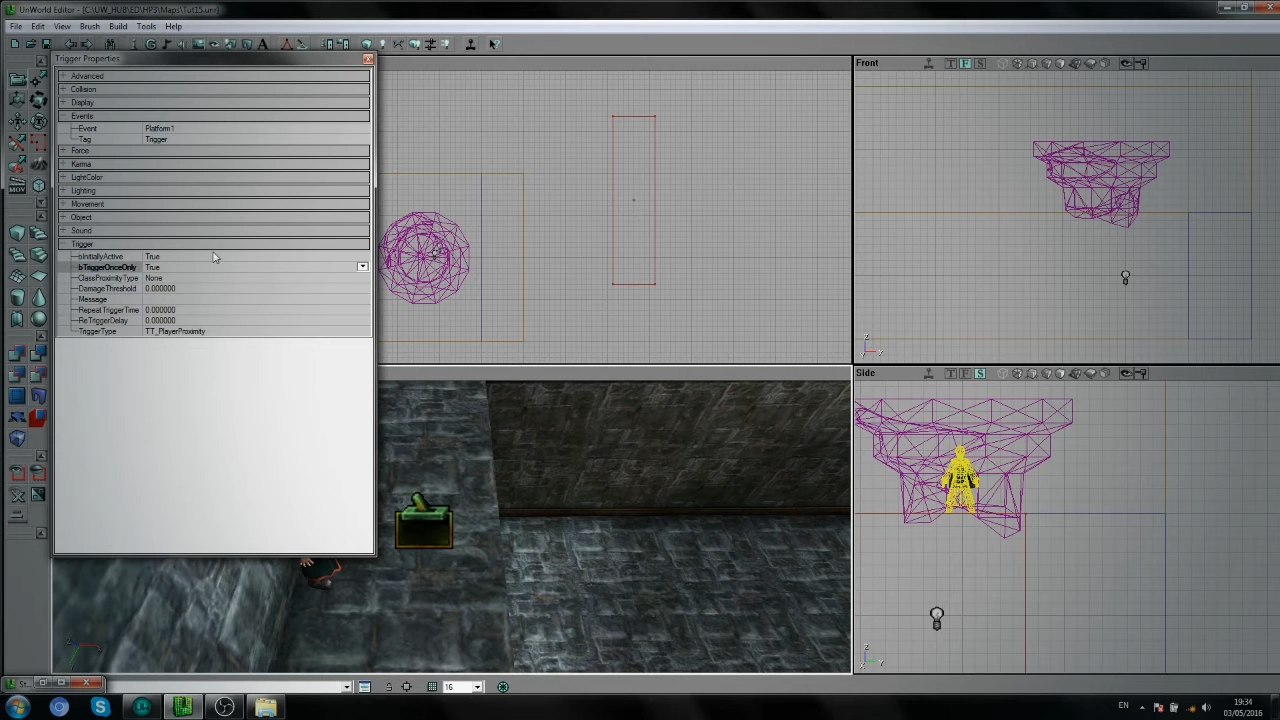 UnWorld Editor - [C:\UW_HUB\ED\HP3\Maps\Tut15.unr]
File Edit View Brush Build Tools Help
Trigger Properties
Advanced
Collision
Display
Events
Event Platform1
Tag Trigger
Force
Karma
LightColor
Lighting
Movement
Object
Sound
Trigger
bInitiallyActive True
bTriggerOnceOnly True
ClassProximityType None
DamageThreshold 0.000000
Message
RepeatTriggerTime 0.000000
ReTriggerDelay 0.000000
TriggerType TT_PlayerProximity
MOV
Front
T F S
Z
Y X
Side
T F S
Z
X Y
St...
16
EN
19:34
03/05/2016